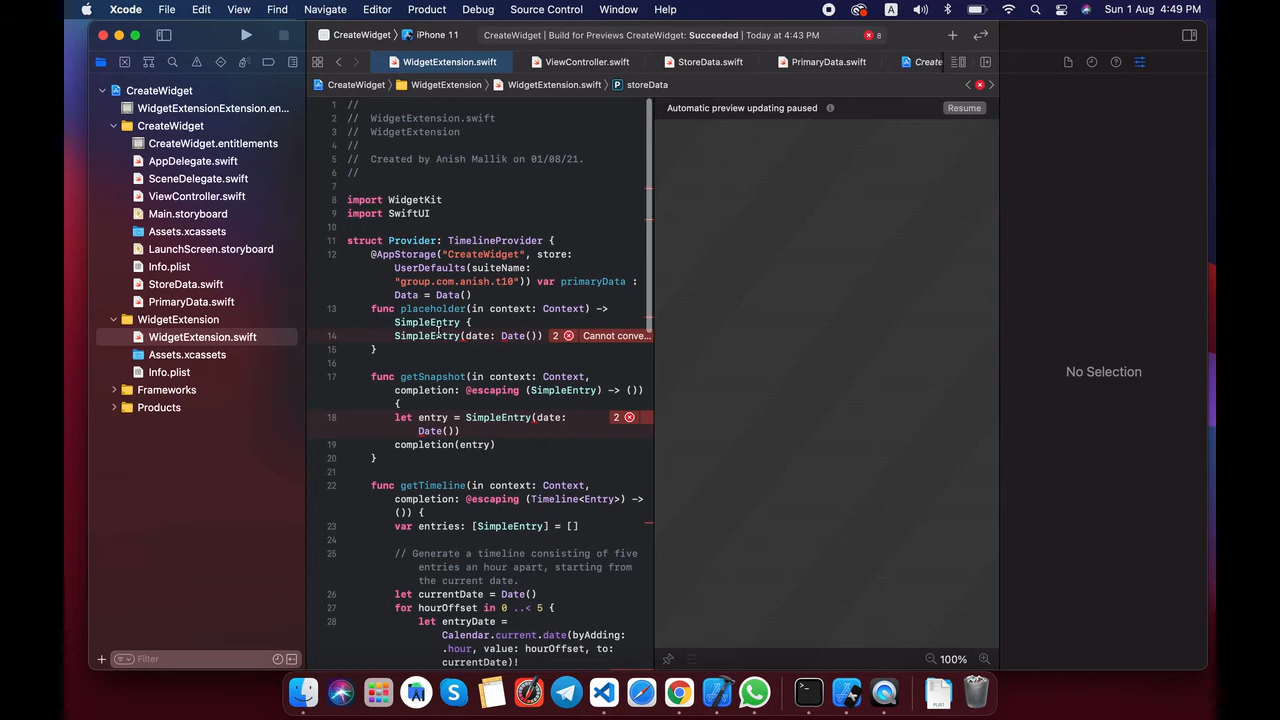 Xcode File Edit View Find Navigate Editor Product Debug Source Control Window Help
A
Sun 1 Aug 4:49 PM
CreateWidget iPhone 11
CreateWidget | Build for Previews CreateWidget: Succeeded | Today at 4:43 PM
8
WidgetExtension.swift
ViewController.swift
StoreData.swift
PrimaryData.swift
Create
CreateWidget WidgetExtension WidgetExtension.swift P storeData
CreateWidget
WidgetExtensionExtension.en...
CreateWidget
CreateWidget.entitlements
AppDelegate.swift
SceneDelegate.swift
ViewController.swift
Main.storyboard
Assets.xcassets
LaunchScreen.storyboard
Info.plist
StoreData.swift
PrimaryData.swift
WidgetExtension
WidgetExtension.swift
Assets.xcassets
Info.plist
Frameworks
Products
Filter
1 //
2 // WidgetExtension.swift
3 // WidgetExtension
4 //
5 // Created by Anish Mallik on 01/08/21.
6 //
7
8 import WidgetKit
9 import SwiftUI
10
11 struct Provider: TimelineProvider {
12 @AppStorage("CreateWidget", store:
UserDefaults(suiteName:
"group.com.anish.t10")) var primaryData :
Data = Data()
13 func placeholder(in context: Context) ->
SimpleEntry {
14 SimpleEntry(date: Date()) 2 Cannot conve...
15 }
16
17 func getSnapshot(in context: Context,
completion: @escaping (SimpleEntry) -> ())
{
18 let entry = SimpleEntry(date: 2
Date())
19 completion(entry)
20 }
21
22 func getTimeline(in context: Context,
completion: @escaping (Timeline<Entry>) ->
()) {
23 var entries: [SimpleEntry] = []
24
25 // Generate a timeline consisting of five
entries an hour apart, starting from
the current date.
26 let currentDate = Date()
27 for hourOffset in 0 ..< 5 {
28 let entryDate =
Calendar.current.date(byAdding:
.hour, value: hourOffset, to:
currentDate)!
Automatic preview updating paused
Resume
100%
No Selection
PLIST